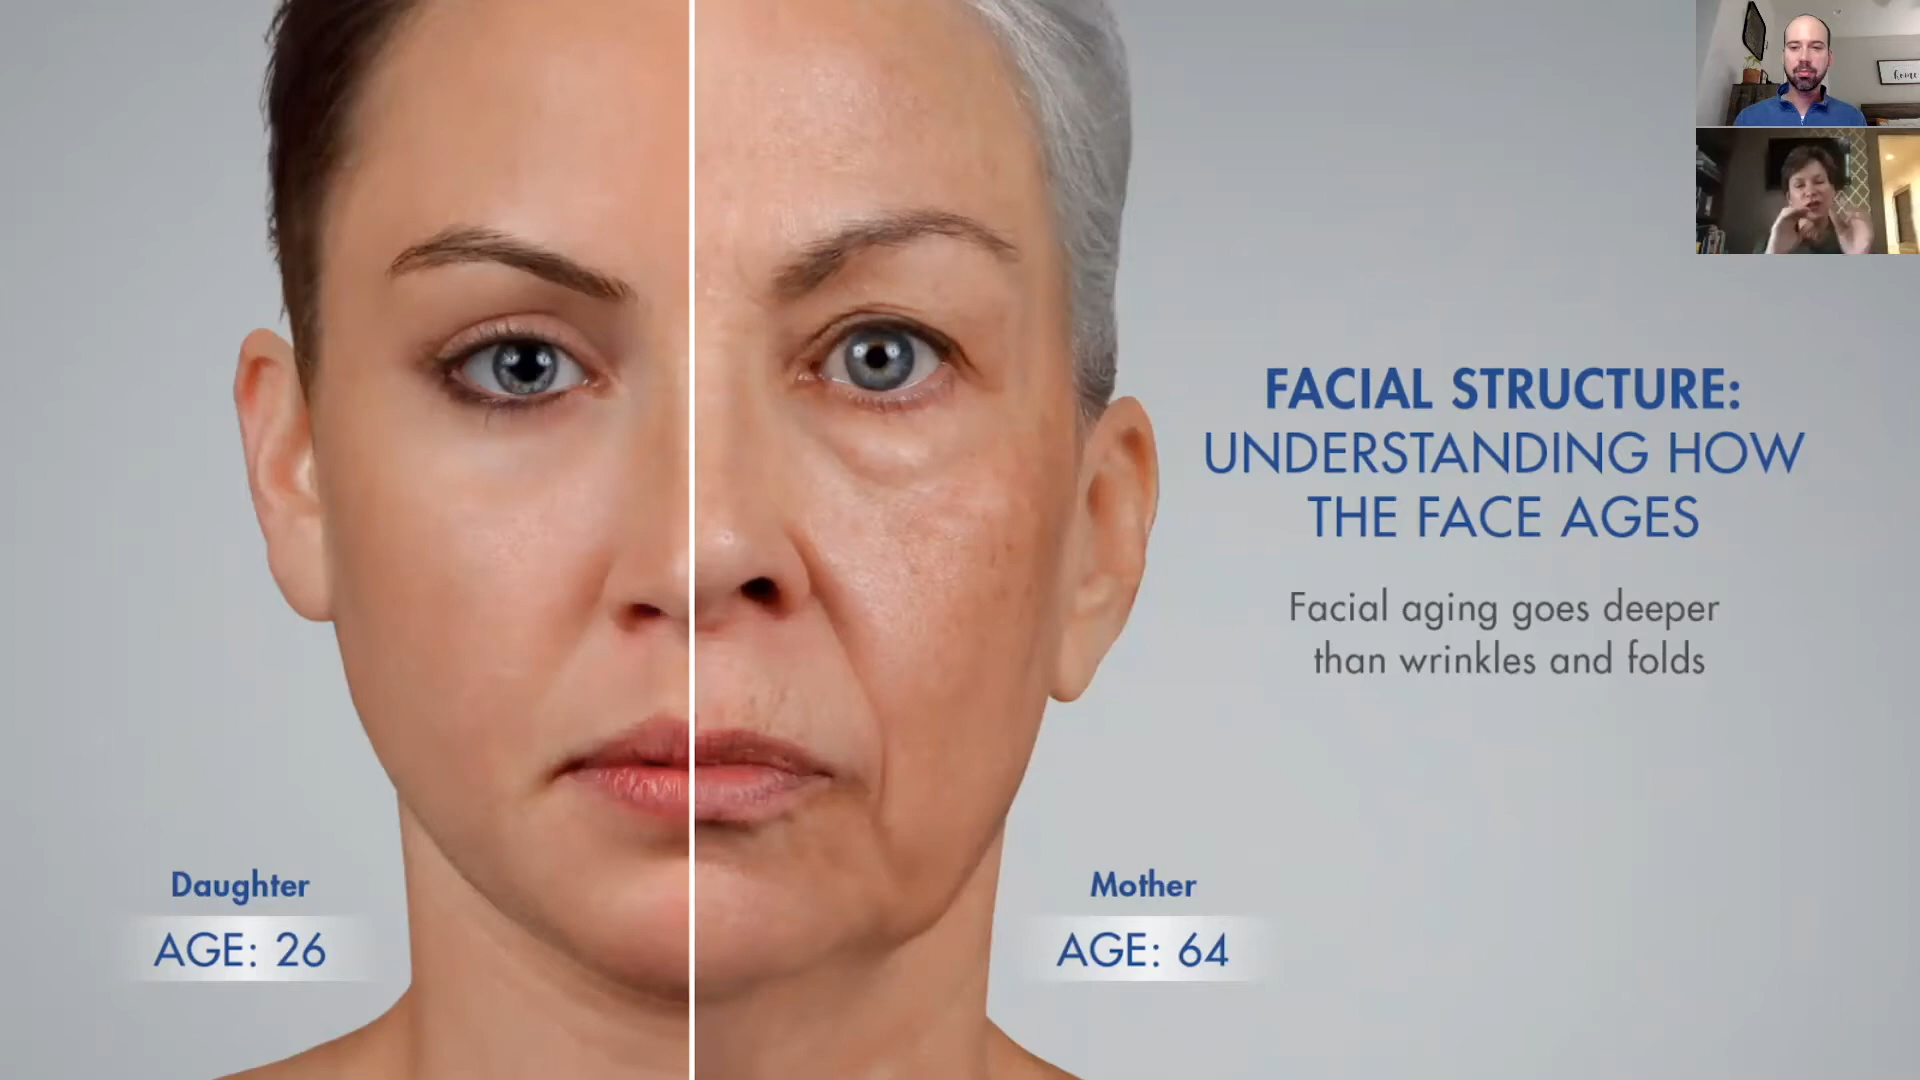 home
FACIAL STRUCTURE:
UNDERSTANDING HOW
THE FACE AGES
Facial aging goes deeper
than wrinkles and folds
Daughter
AGE: 26
Mother
AGE: 64